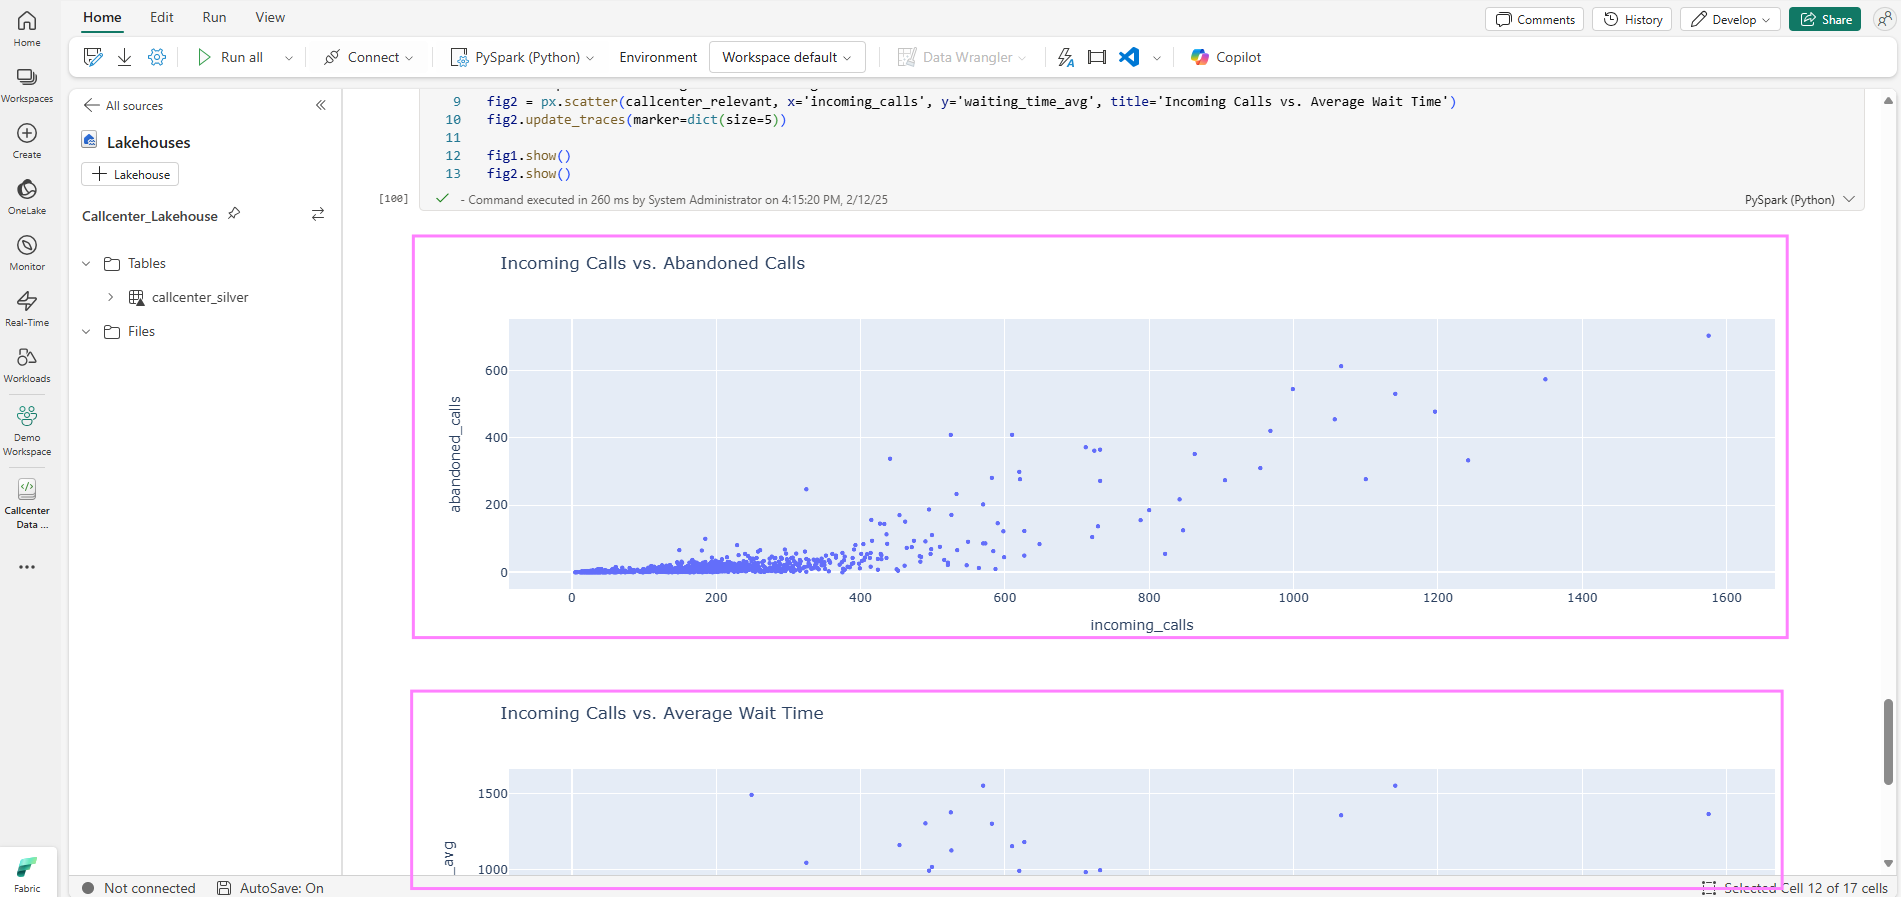 Home
Edit
Run
View
Comments
History
Develop
Share
Run all
Connect
PySpark (Python)
Environment
Workspace default
Data Wrangler
Copilot
Home
Workspaces
Create
OneLake
Monitor
Real-Time
Workloads
Demo
Workspace
Callcenter
Data ...
Fabric
All sources
Lakehouses
Lakehouse
Callcenter_Lakehouse
Tables
callcenter_silver
Files
9 fig2 = px.scatter(callcenter_relevant, x='incoming_calls', y='waiting_time_avg', title='Incoming Calls vs. Average Wait Time')
10 fig2.update_traces(marker=dict(size=5))
11
12 fig1.show()
13 fig2.show()
[100]
- Command executed in 260 ms by System Administrator on 4:15:20 PM, 2/12/25
PySpark (Python)
Incoming Calls vs. Abandoned Calls
600
400
200
0
abandoned_calls
0 200 400 600 800 1000 1200 1400 1600
incoming_calls
Incoming Calls vs. Average Wait Time
1500
1000
_avg
Not connected
AutoSave: On
Selected Cell 12 of 17 cells